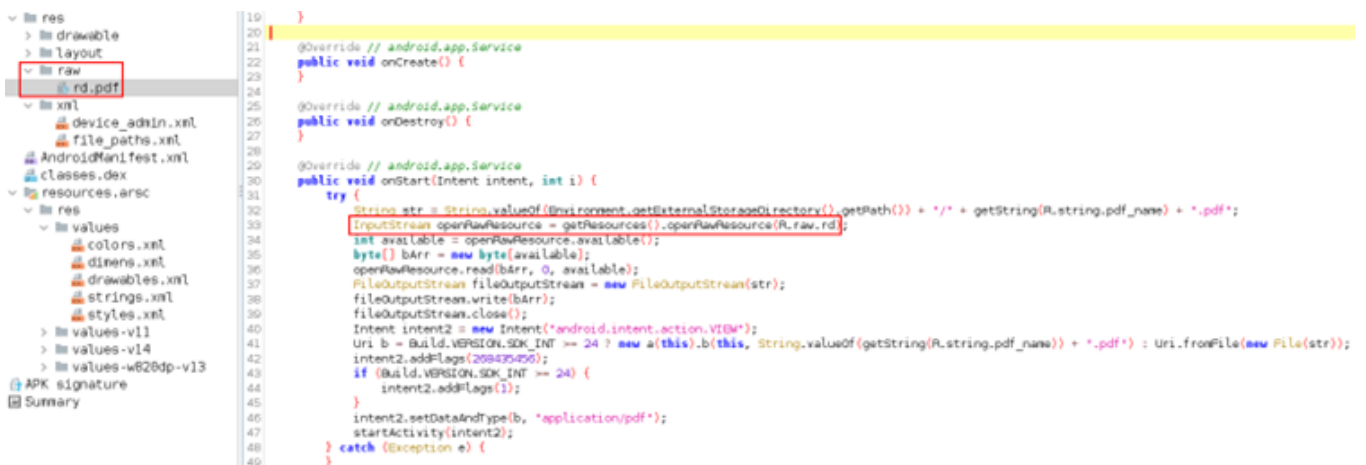 res
drawable
layout
raw
rd.pdf
xml
device_admin.xml
file_paths.xml
AndroidManifest.xml
classes.dex
resources.arsc
res
values
colors.xml
dimens.xml
drawables.xml
strings.xml
styles.xml
values-v11
values-v14
values-w820dp-v13
APK signature
Summary
19 }
20
21 @Override // android.app.Service
22 public void onCreate() {
23 }
24
25 @Override // android.app.Service
26 public void onDestroy() {
27 }
28
29 @Override // android.app.Service
30 public void onStart(Intent intent, int i) {
31 try {
32 String str = String.valueOf(Environment.getExternalStorageDirectory().getPath()) + "/" + getString(R.string.pdf_name) + ".pdf";
33 InputStream openRawResource = getResources().openRawResource(R.raw.rd);
34 int available = openRawResource.available();
35 byte[] bArr = new byte[available];
36 openRawResource.read(bArr, 0, available);
37 FileOutputStream fileOutputStream = new FileOutputStream(str);
38 fileOutputStream.write(bArr);
39 fileOutputStream.close();
40 Intent intent2 = new Intent("android.intent.action.VIEW");
41 Uri b = Build.VERSION.SDK_INT >= 24 ? new a(this).b(this, String.valueOf(getString(R.string.pdf_name)) + ".pdf") : Uri.fromFile(new File(str));
42 intent2.addFlags(268435456);
43 if (Build.VERSION.SDK_INT >= 24) {
44 intent2.addFlags(1);
45 }
46 intent2.setDataAndType(b, "application/pdf");
47 startActivity(intent2);
48 } catch (Exception e) {
49 }